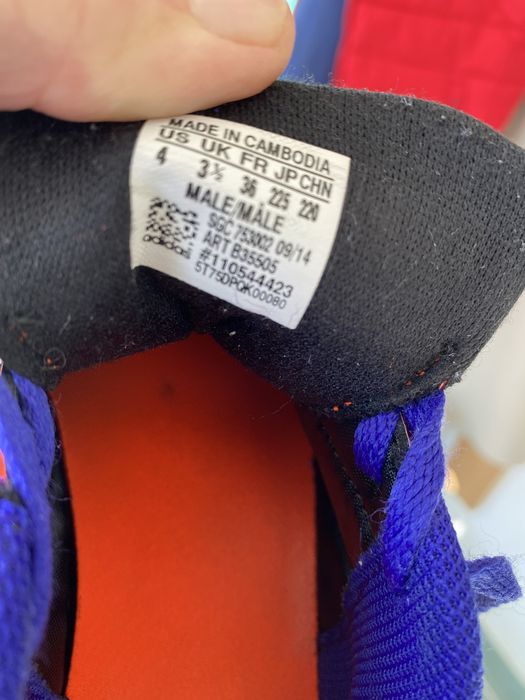 MADE IN CAMBODIA
US UK FR JP CHN
4 3½ 36 225 220
MALE/MÂLE
SGC 753002 09/14
ART B35505
adidas #110544423
5T75DPQK00080